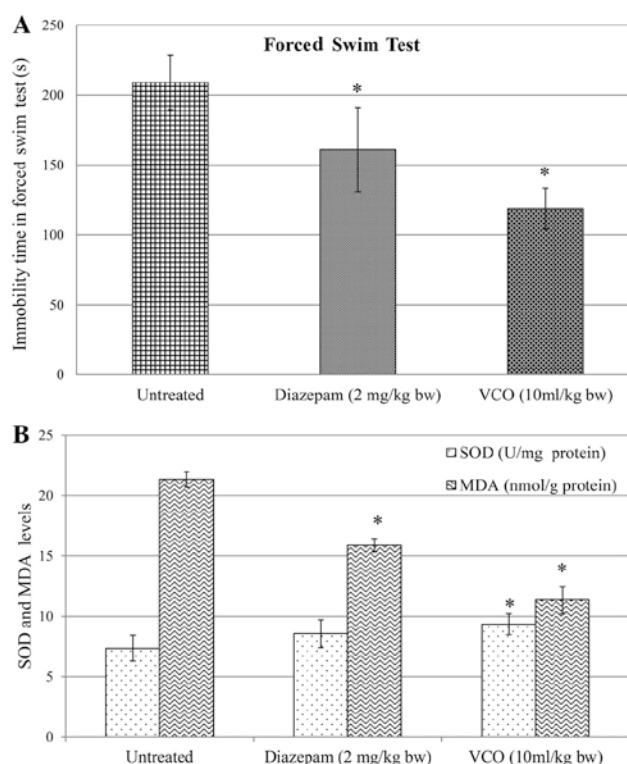 A
Forced Swim Test
Immobility time in forced swim test (s)
250
200
150
100
50
0
*
*
Untreated
Diazepam (2 mg/kg bw)
VCO (10ml/kg bw)
B
SOD and MDA levels
25
20
15
10
5
0
SOD (U/mg protein)
MDA (nmol/g protein)
*
*
*
Untreated
Diazepam (2 mg/kg bw)
VCO (10ml/kg bw)